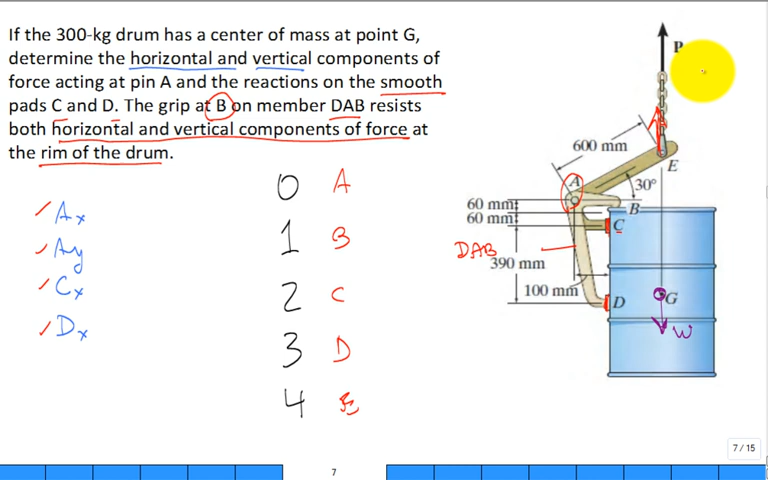 If the 300-kg drum has a center of mass at point G,
determine the horizontal and vertical components of
force acting at pin A and the reactions on the smooth
pads C and D. The grip at B on member DAB resists
both horizontal and vertical components of force at
the rim of the drum.
Ax
Ay
Cx
Dx
0 A
1 B
2 C
3 D
4 E
P
600 mm
E
A
30°
60 mm
B
60 mm
C
DAB
390 mm
100 mm
D
G
W
7 / 15
7